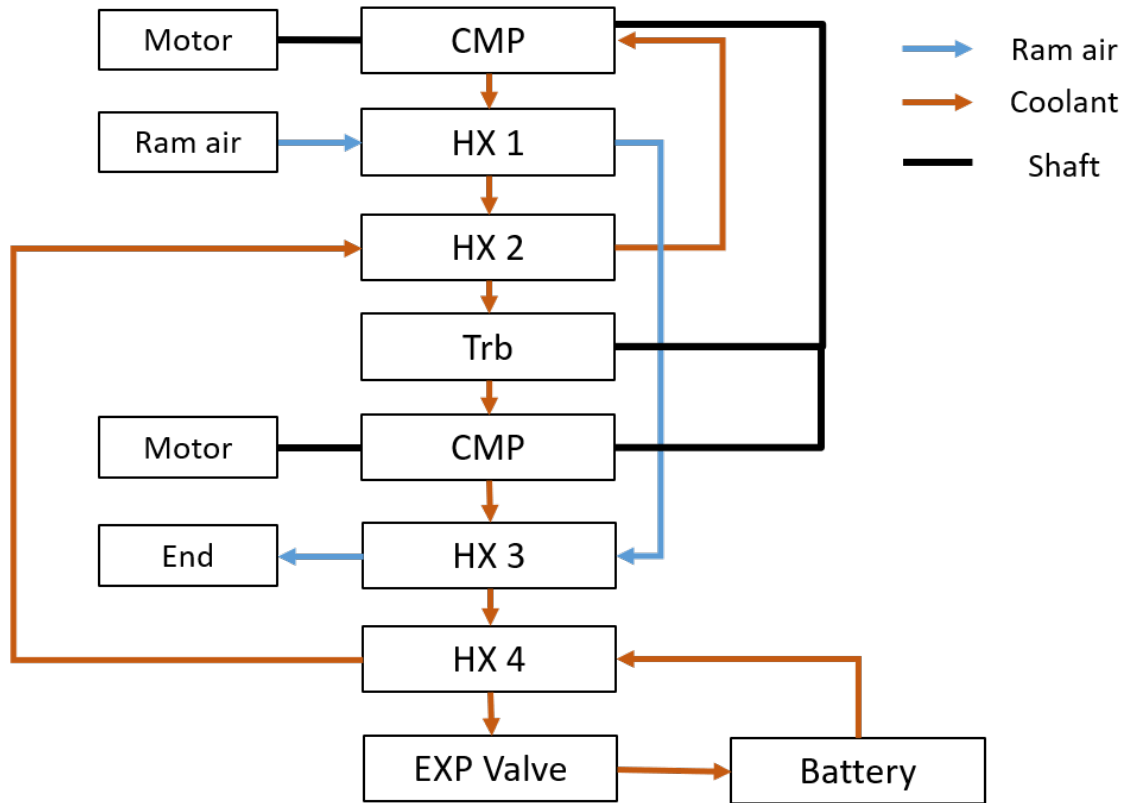 Motor
CMP
Ram air
Ram air
HX 1
Coolant
Shaft
HX 2
Trb
Motor
CMP
End
HX 3
HX 4
EXP Valve
Battery